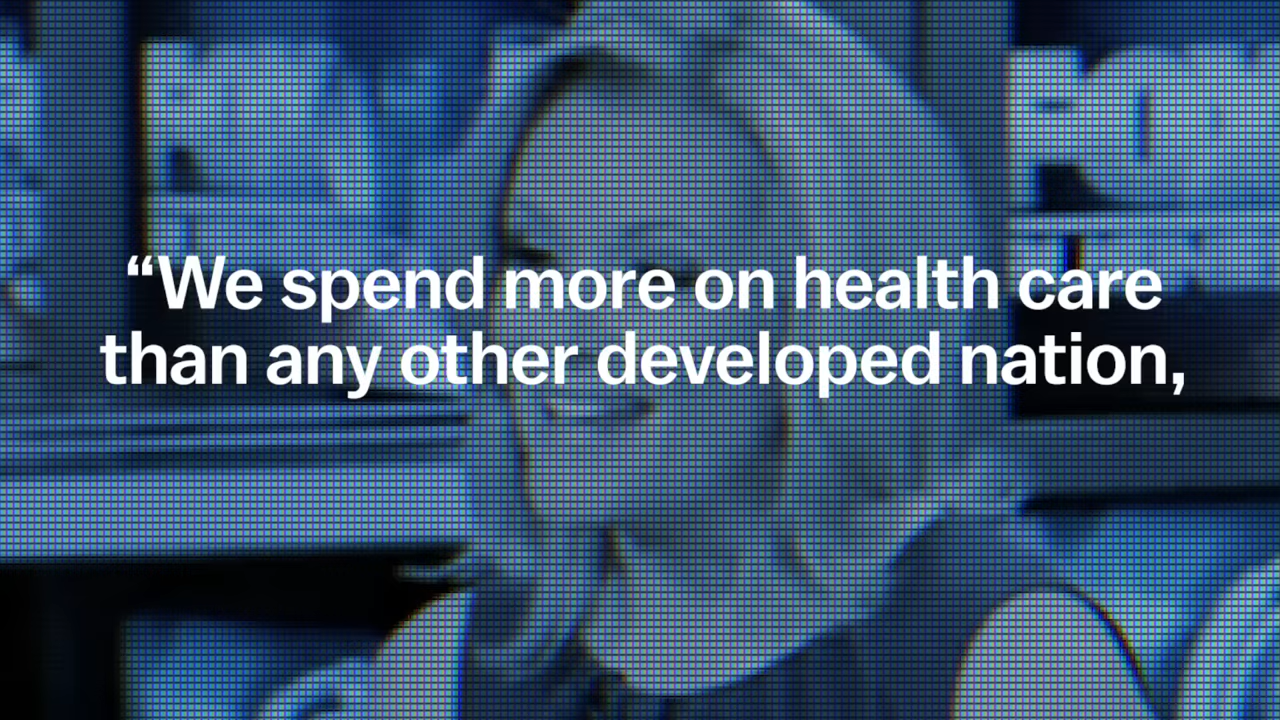 “We spend more on health care
than any other developed nation,